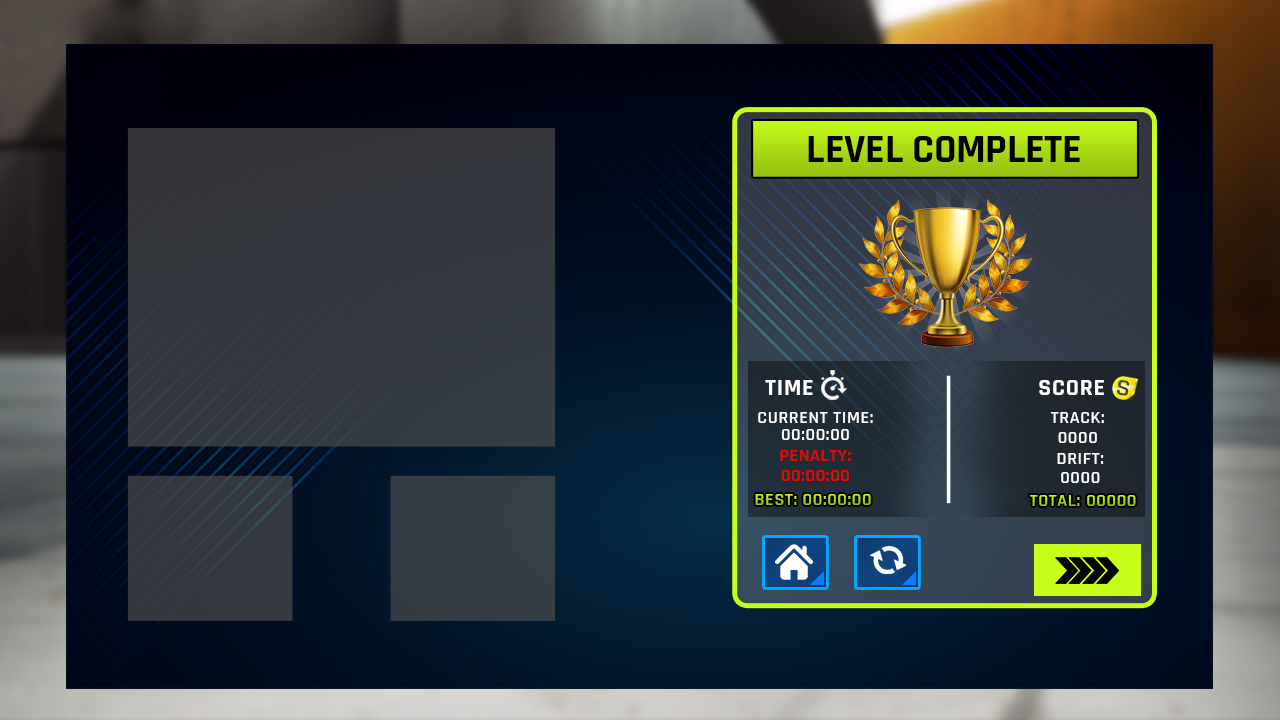 LEVEL COMPLETE
TIME
CURRENT TIME:
00:00:00
PENALTY:
00:00:00
BEST: 00:00:00
SCORE S
TRACK:
0000
DRIFT:
0000
TOTAL: 00000